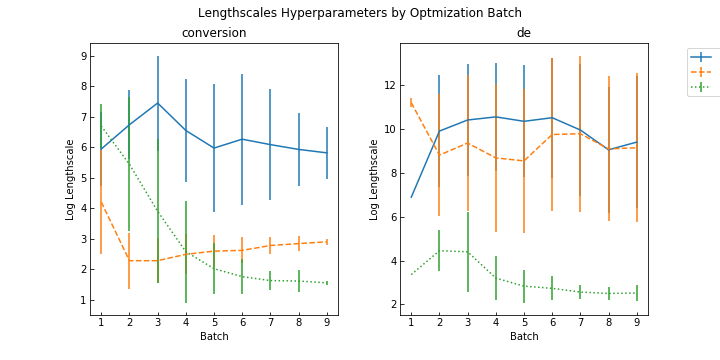 Lengthscales Hyperparameters by Optmization Batch
conversion
de
Log Lengthscale
9
8
7
6
5
4
3
2
1
1 2 3 4 5 6 7 8 9
Batch
Log Lengthscale
12
10
8
6
4
2
1 2 3 4 5 6 7 8 9
Batch